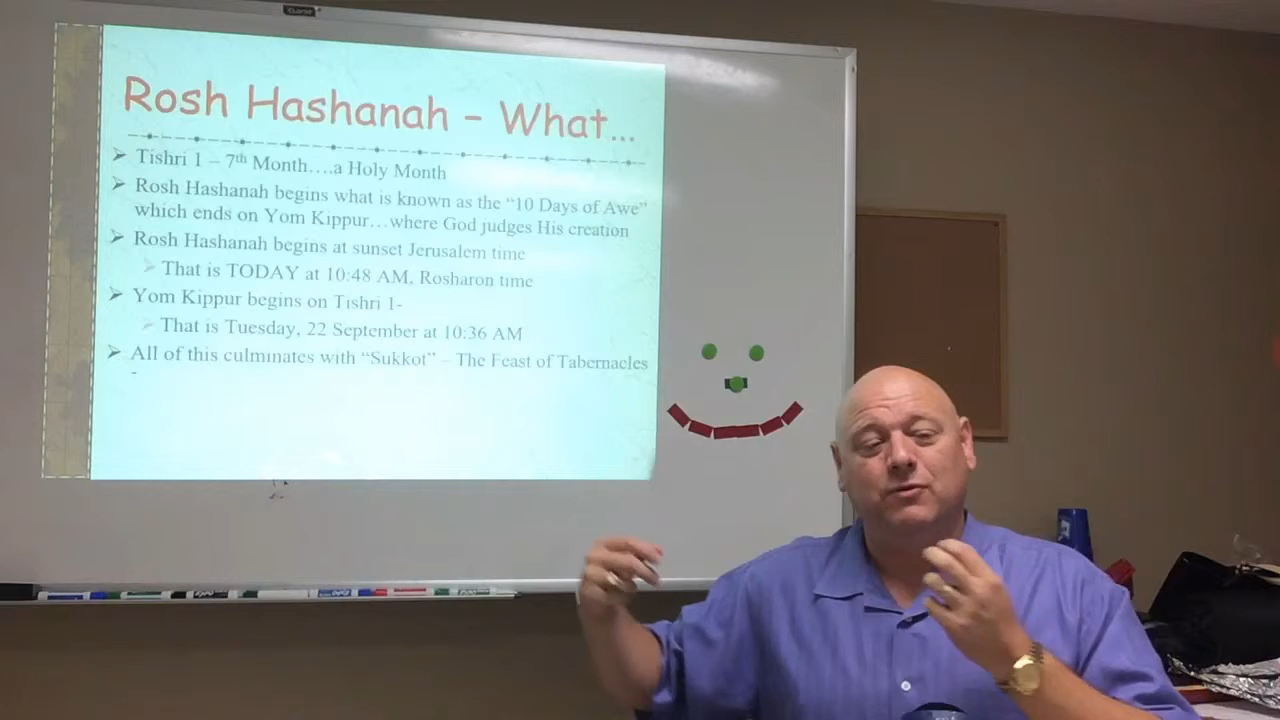 Rosh Hashanah – What...
Tishri 1 – 7th Month….a Holy Month
Rosh Hashanah begins what is known as the “10 Days of Awe”
which ends on Yom Kippur…where God judges His creation
Rosh Hashanah begins at sunset Jerusalem time
That is TODAY at 10:48 AM, Rosharon time
Yom Kippur begins on Tishri 1-
That is Tuesday, 22 September at 10:36 AM
All of this culminates with “Sukkot” – The Feast of Tabernacles
-